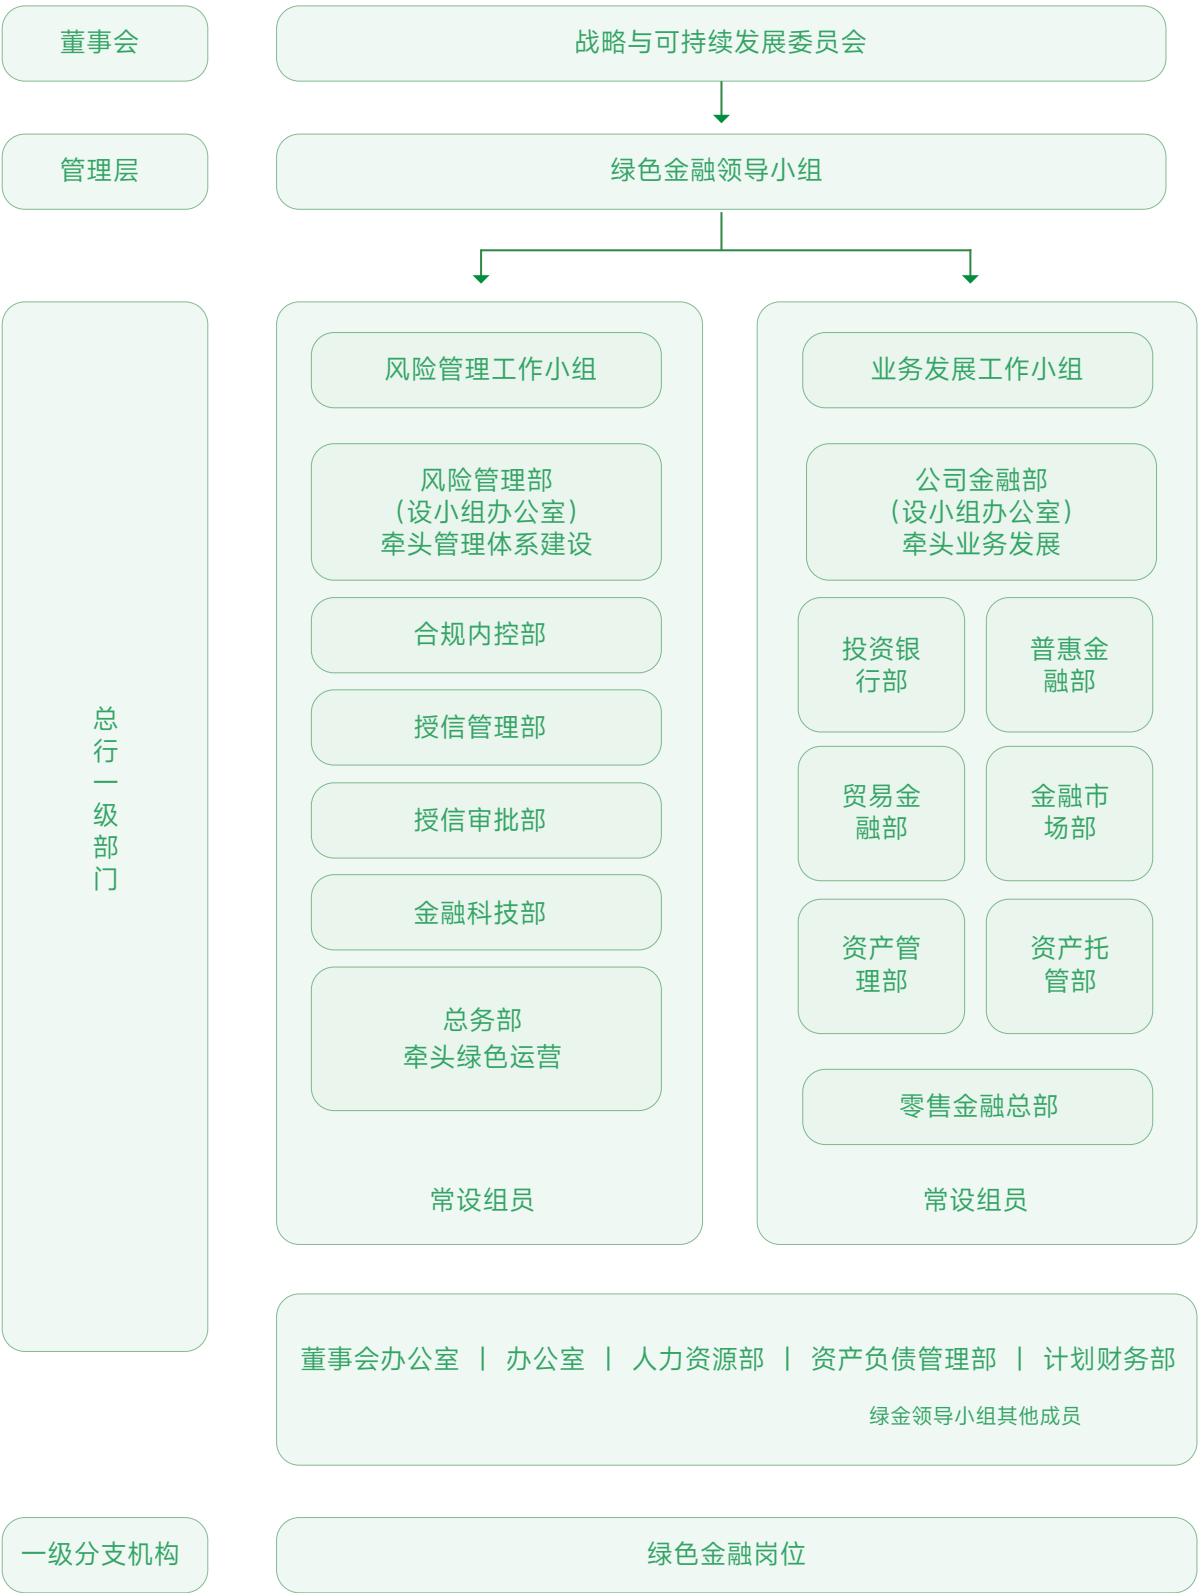 董事会
战略与可持续发展委员会
管理层
绿色金融领导小组
总
行
一
级
部
门
风险管理工作小组
风险管理部
(设小组办公室)
牵头管理体系建设
合规内控部
授信管理部
授信审批部
金融科技部
总务部
牵头绿色运营
常设组员
业务发展工作小组
公司金融部
(设小组办公室)
牵头业务发展
投资银
行部
普惠金
融部
贸易金
融部
金融市
场部
资产管
理部
资产托
管部
零售金融总部
常设组员
董事会办公室 | 办公室 | 人力资源部 | 资产负债管理部 | 计划财务部
绿金领导小组其他成员
一级分支机构
绿色金融岗位